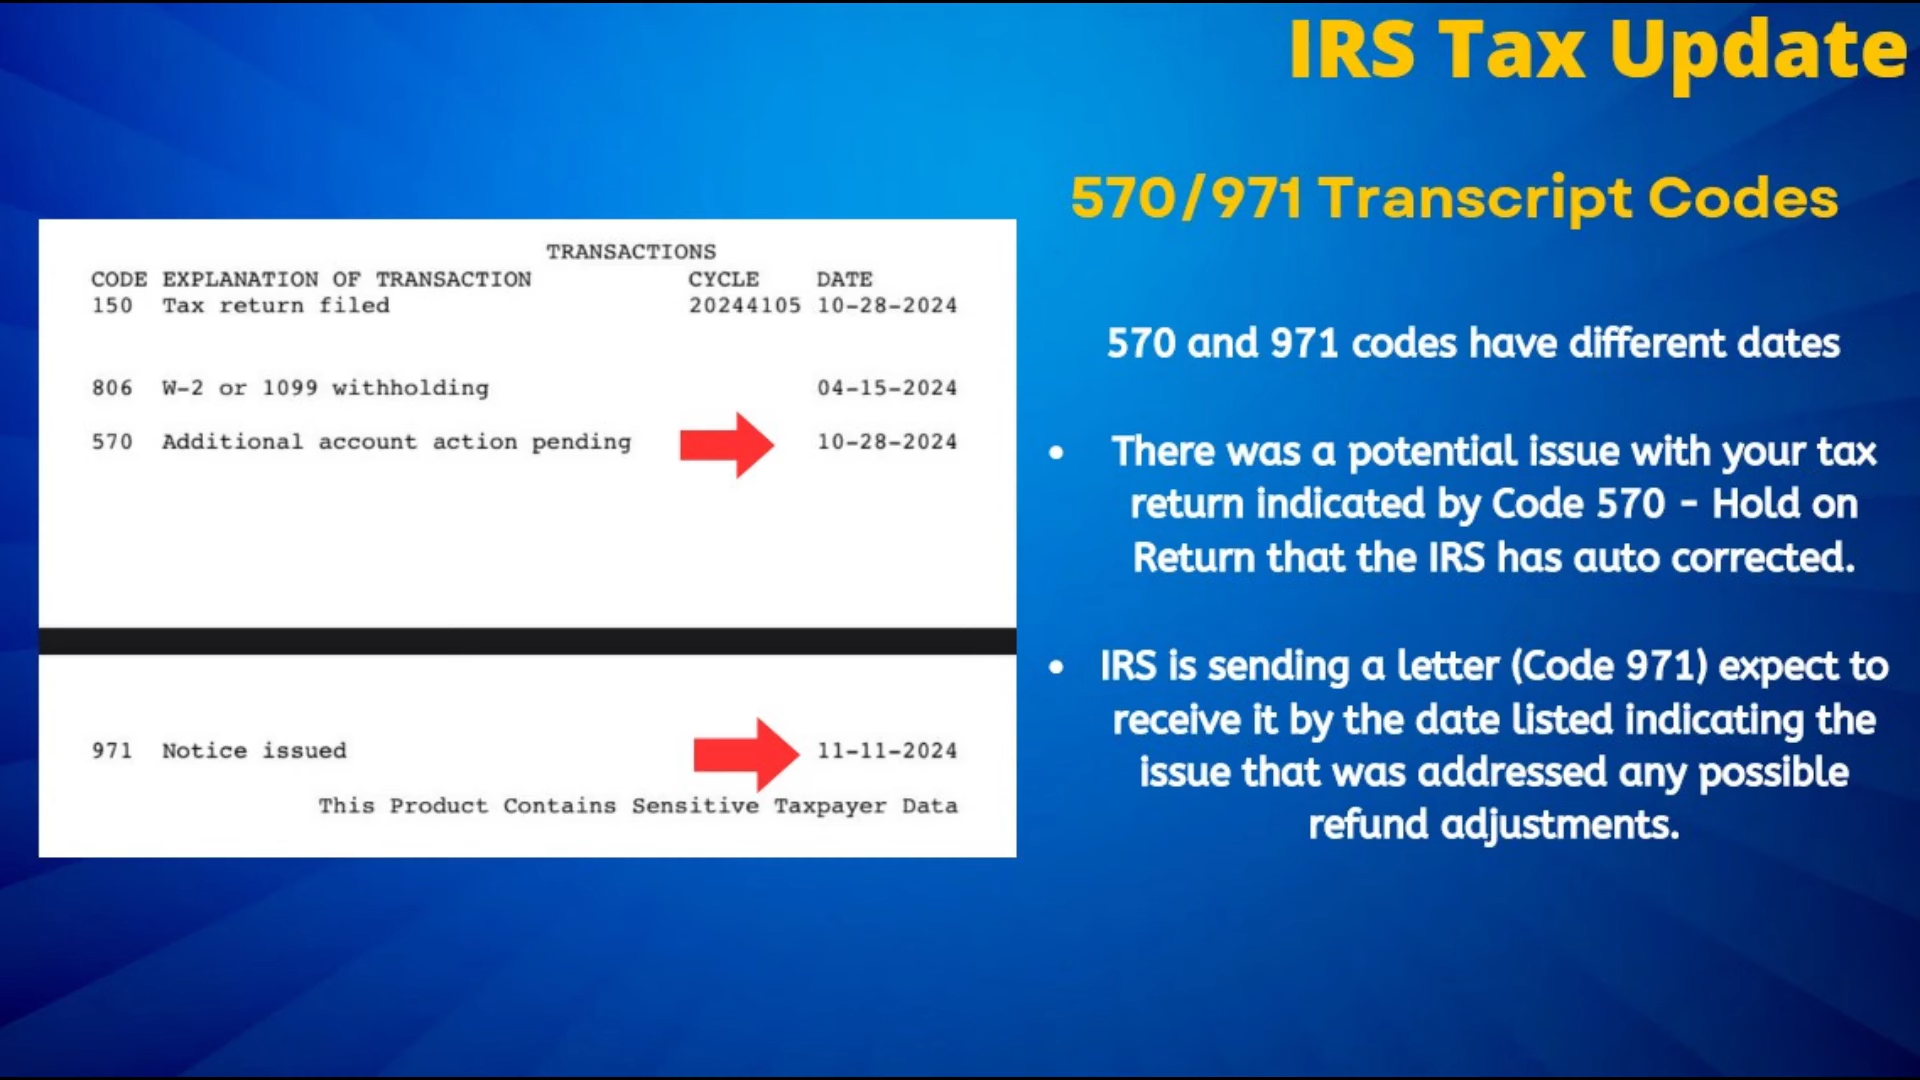 IRS Tax Update
570/971 Transcript Codes
TRANSACTIONS
CODE EXPLANATION OF TRANSACTION CYCLE DATE
150 Tax return filed 20244105 10-28-2024
806 W-2 or 1099 withholding 04-15-2024
570 Additional account action pending 10-28-2024
971 Notice issued 11-11-2024
This Product Contains Sensitive Taxpayer Data
570 and 971 codes have different dates
• There was a potential issue with your tax
return indicated by Code 570 - Hold on
Return that the IRS has auto corrected.
• IRS is sending a letter (Code 971) expect to
receive it by the date listed indicating the
issue that was addressed any possible
refund adjustments.